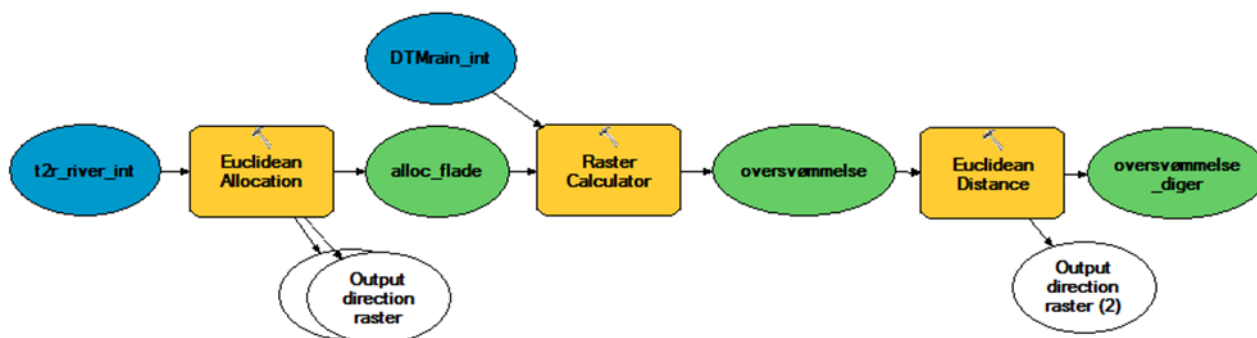 DTMrain_int
t2r_river_int
Euclidean
Allocation
alloc_flade
Raster
Calculator
oversvømmelse
Euclidean
Distance
oversvømmelse
_diger
Output
direction
raster
Output
direction
raster (2)